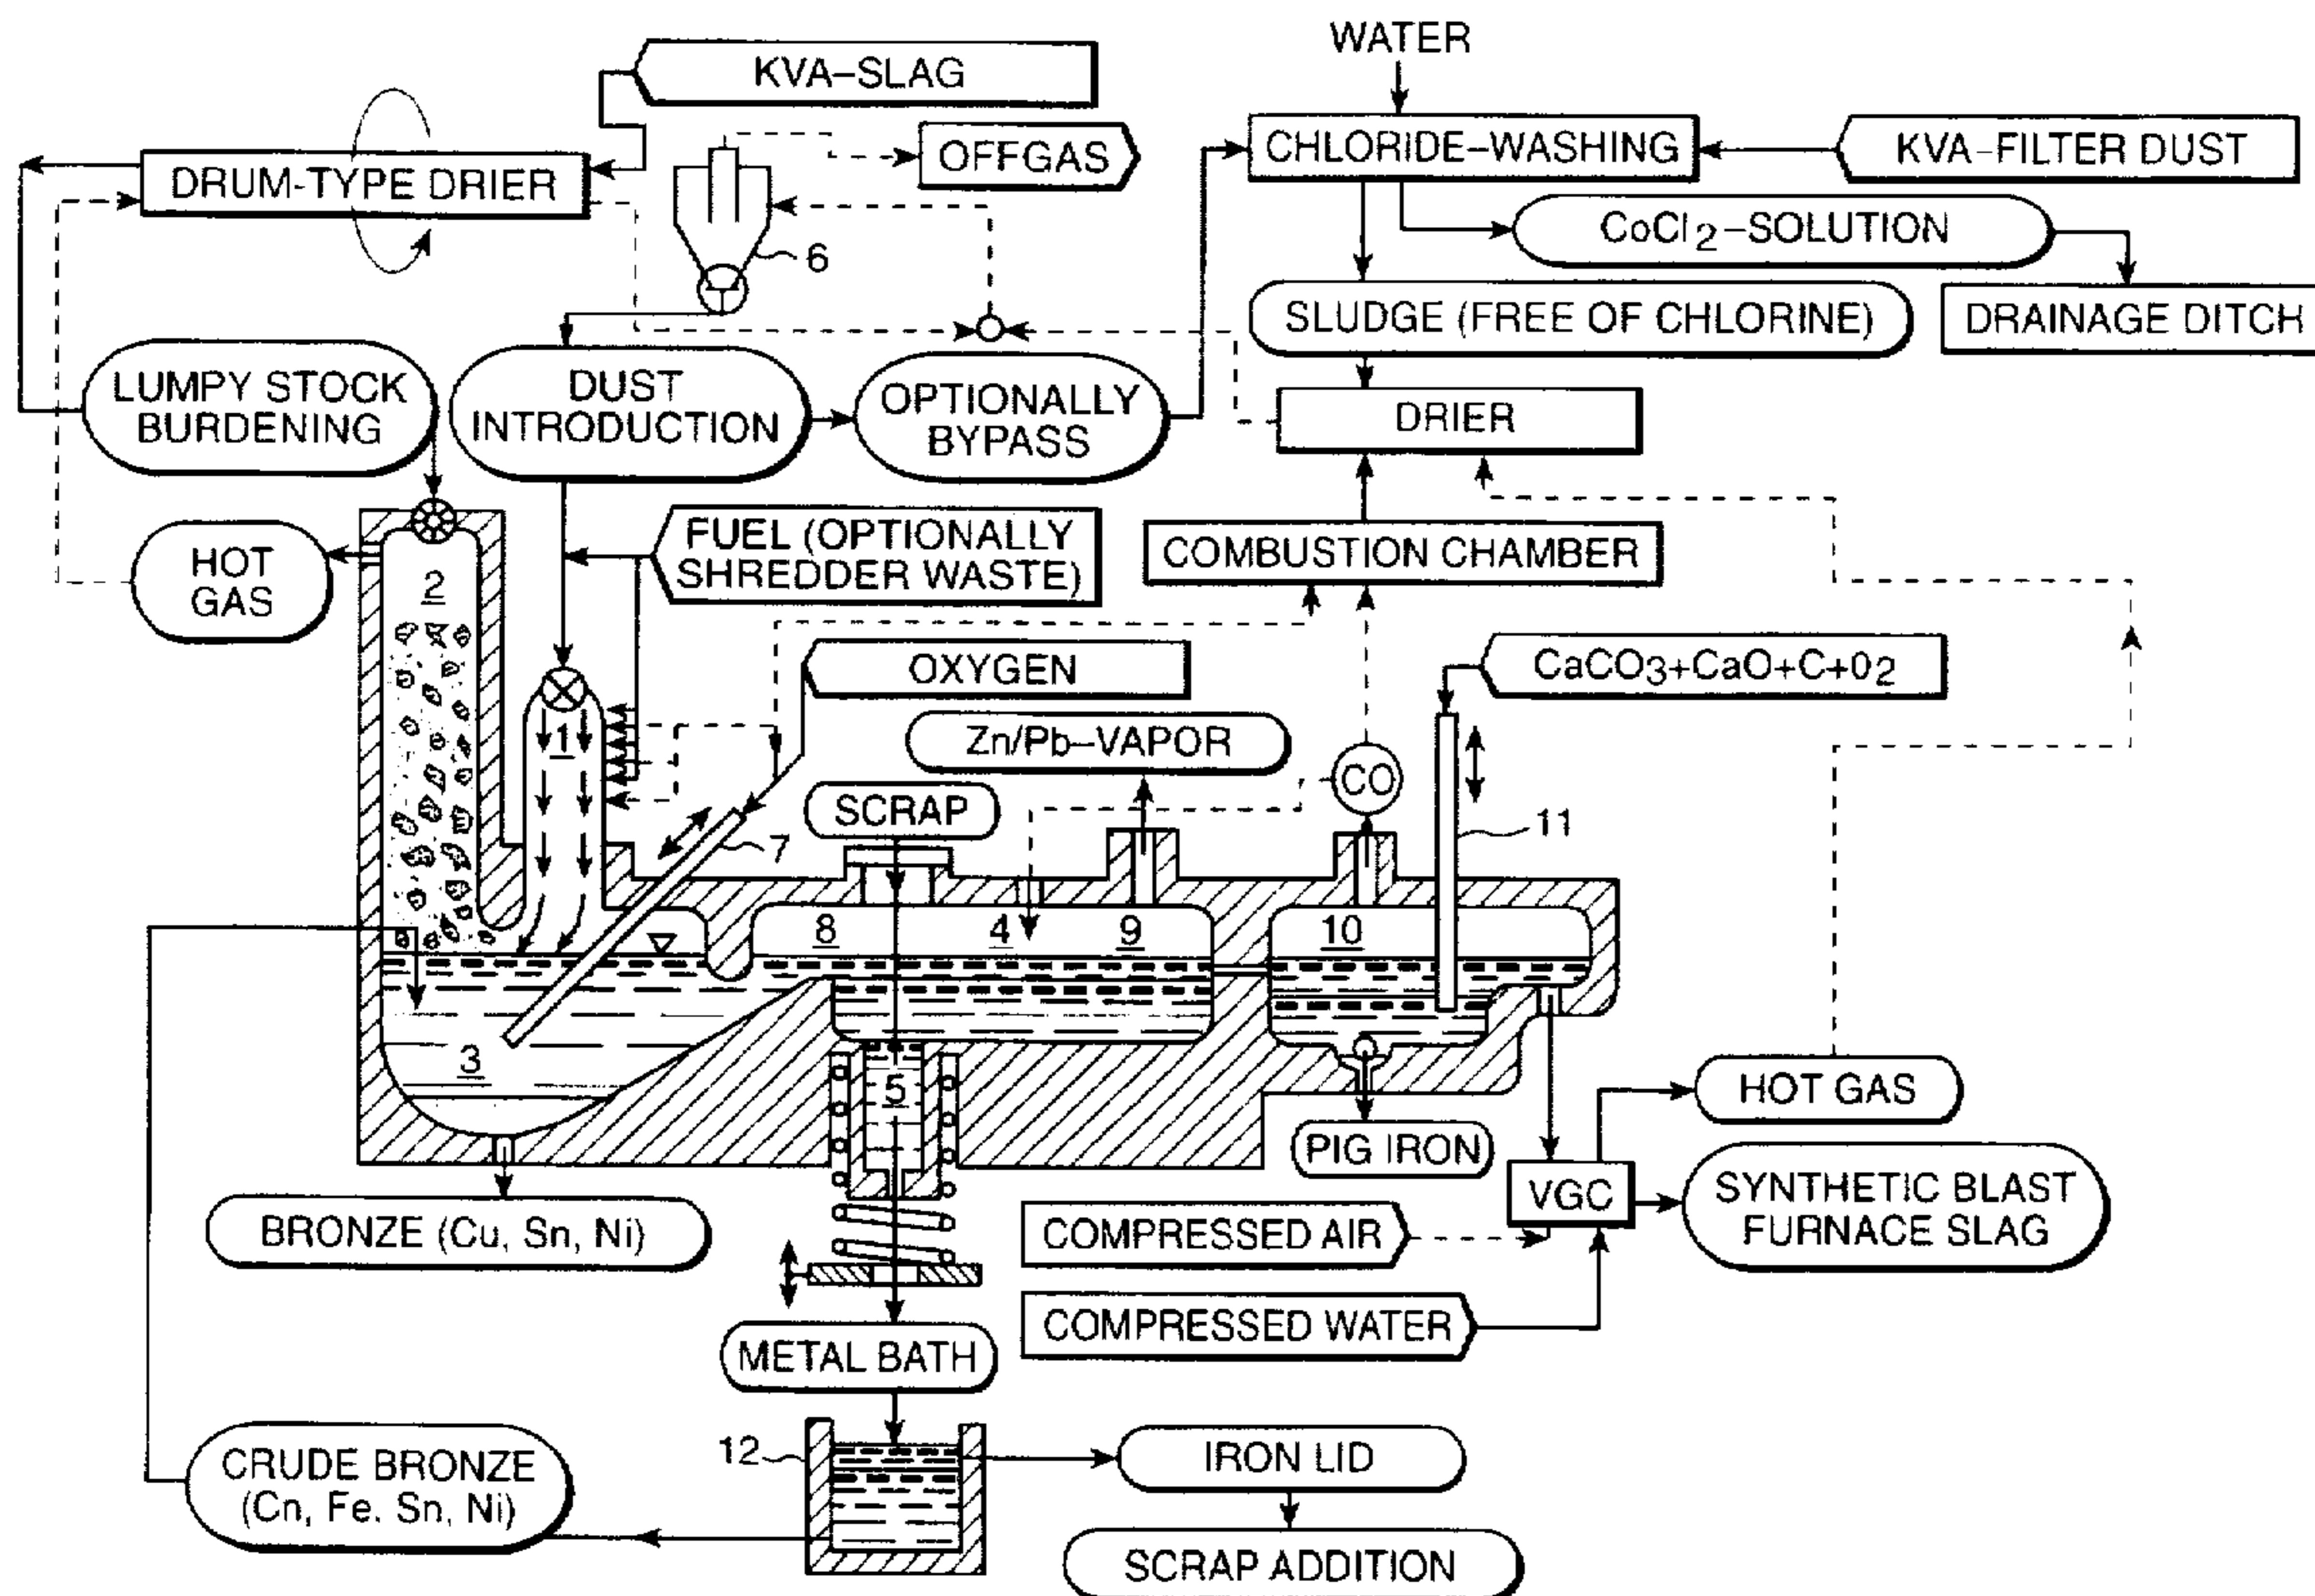 WATER
KVA-SLAG
OFFGAS
CHLORIDE-WASHING
KVA-FILTER DUST
DRUM-TYPE DRIER
CoCl2-SOLUTION
6
SLUDGE (FREE OF CHLORINE)
DRAINAGE DITCH
LUMPY STOCK
BURDENING
DUST
INTRODUCTION
OPTIONALLY
BYPASS
DRIER
HOT
GAS
2
FUEL (OPTIONALLY
SHREDDER WASTE)
COMBUSTION CHAMBER
OXYGEN
CaCO3+CaO+C+02
1
Zn/Pb-VAPOR
CO
SCRAP
7
11
8
4
9
10
3
5
HOT GAS
PIG IRON
VGC
SYNTHETIC BLAST
FURNACE SLAG
BRONZE (Cu, Sn, Ni)
COMPRESSED AIR
COMPRESSED WATER
METAL BATH
12
CRUDE BRONZE
(Cn, Fe. Sn, Ni)
IRON LID
SCRAP ADDITION